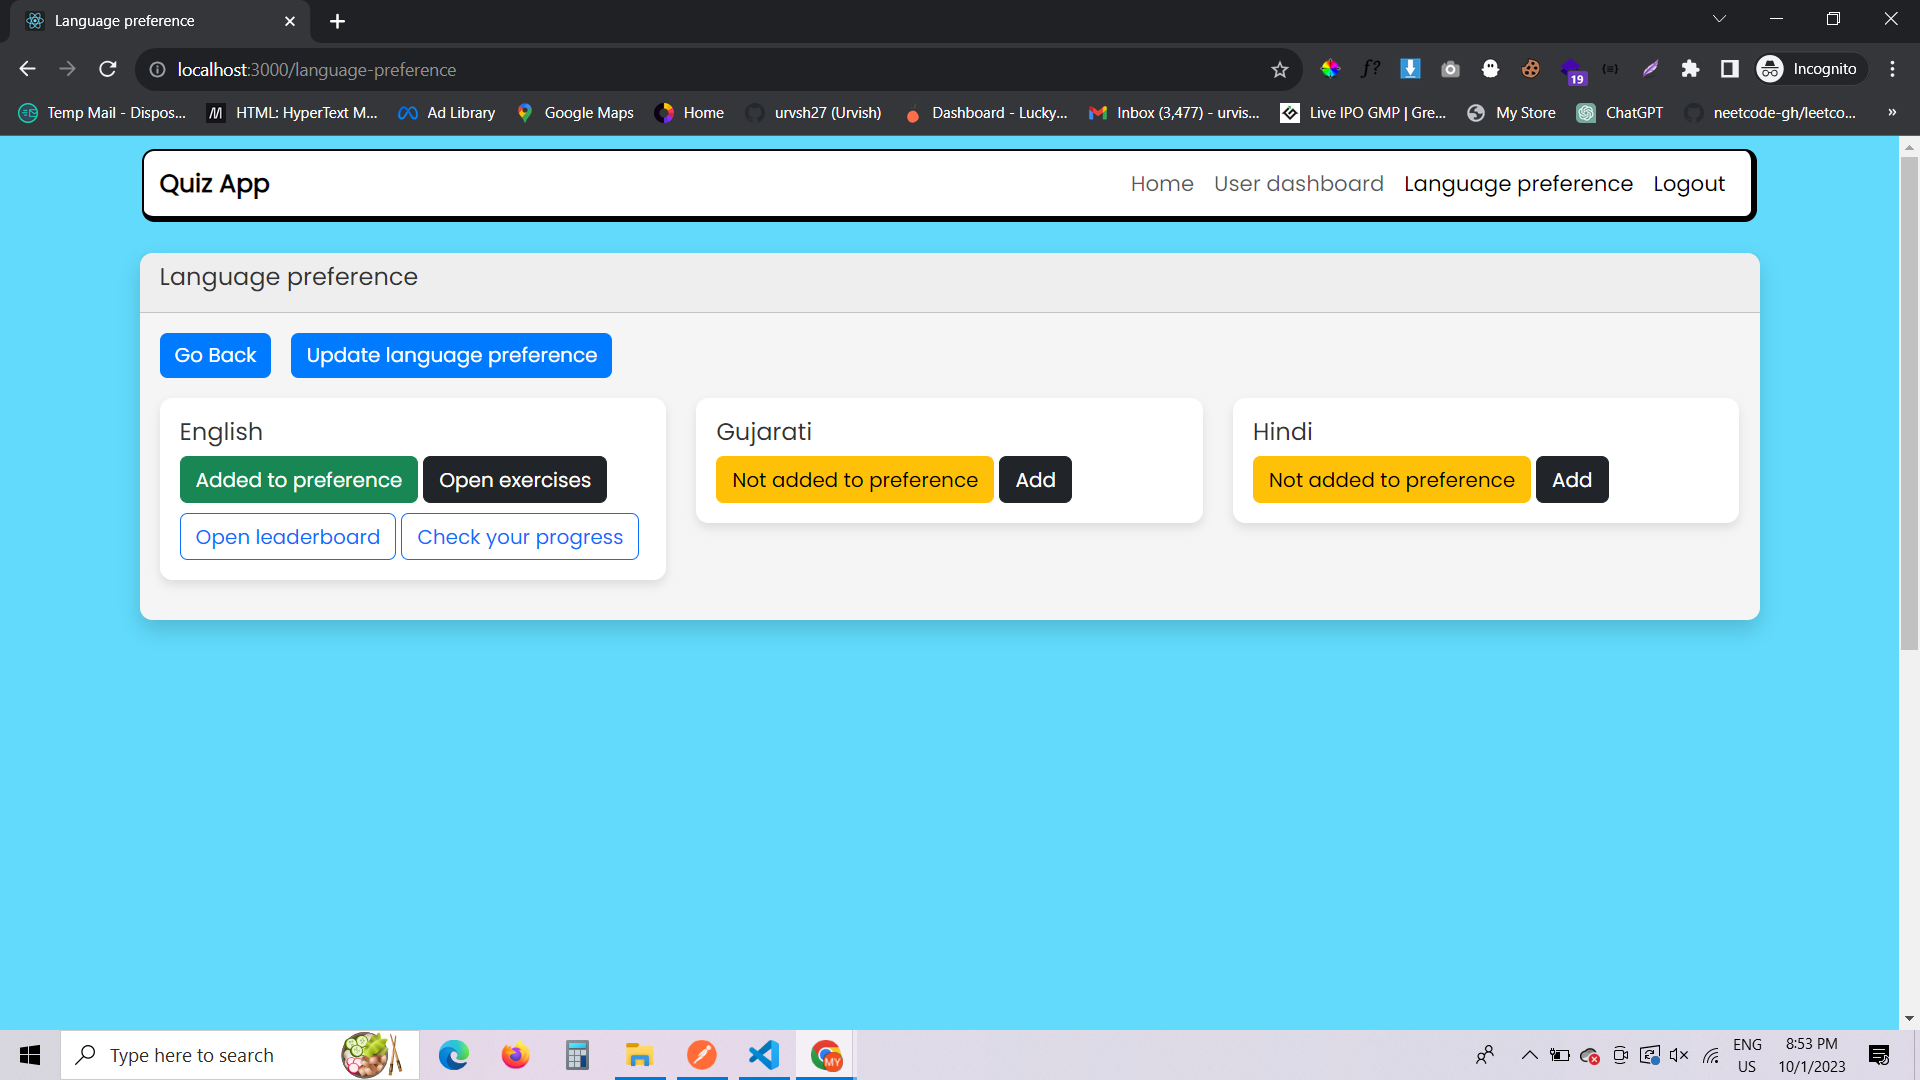 Language preference
localhost:3000/language-preference
f?
19
Incognito
Temp Mail - Dispos...
HTML: HyperText M...
Ad Library
Google Maps
Home
urvsh27 (Urvish)
Dashboard - Lucky...
Inbox (3,477) - urvis...
Live IPO GMP | Gre...
My Store
ChatGPT
neetcode-gh/leetco...
»
Quiz App
Home
User dashboard
Language preference
Logout
Language preference
Go Back
Update language preference
English
Added to preference
Open exercises
Open leaderboard
Check your progress
Gujarati
Not added to preference
Add
Hindi
Not added to preference
Add
Type here to search
MY
ENG
US
8:53 PM
10/1/2023